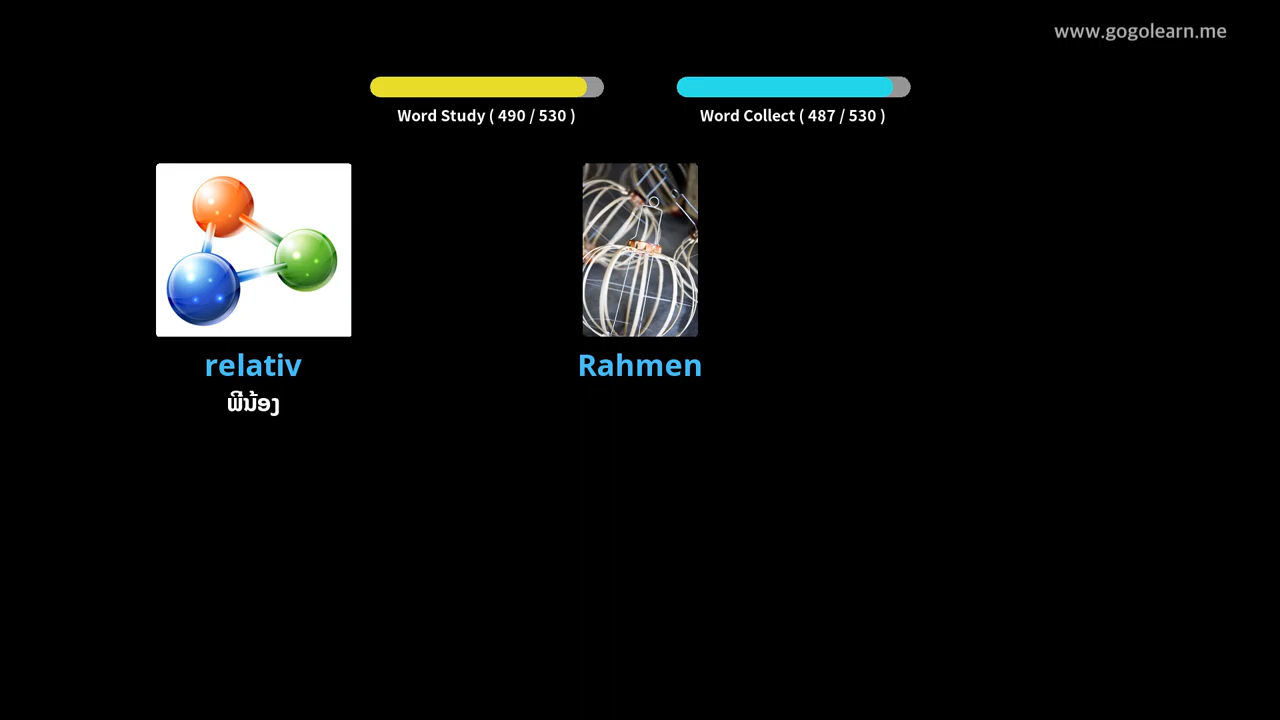 www.gogolearn.me
Word Study ( 490 / 530 )
Word Collect ( 487 / 530 )
relativ
ພີ່ນ້ອງ
Rahmen